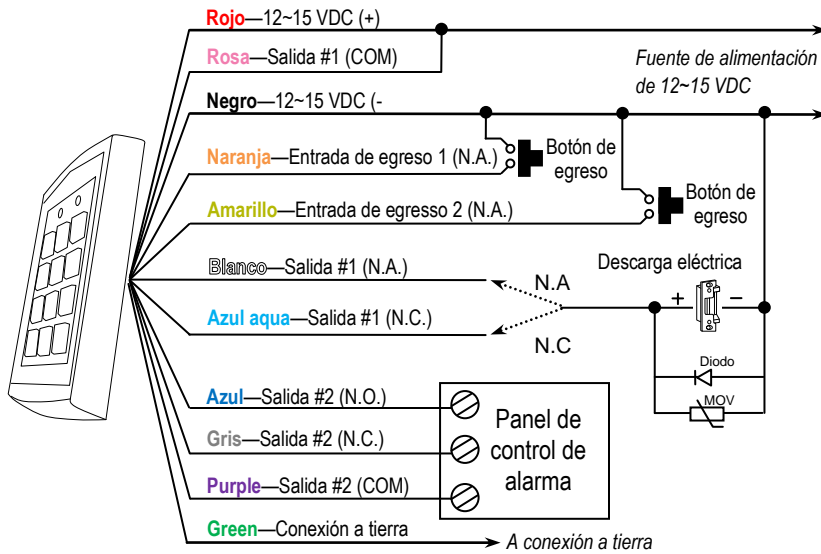 Rojo—12~15 VDC (+)
Rosa—Salida #1 (COM)
Fuente de alimentación
de 12~15 VDC
Negro—12~15 VDC (-
Naranja—Entrada de egreso 1 (N.A.)
Botón de
egreso
Amarillo—Entrada de egresso 2 (N.A.)
Botón de
egreso
Blanco—Salida #1 (N.A.)
N.A
Descarga eléctrica
+ −
Azul aqua—Salida #1 (N.C.)
N.C
Diodo
MOV
Azul—Salida #2 (N.O.)
Gris—Salida #2 (N.C.)
Purple—Salida #2 (COM)
Panel de
control de
alarma
Green—Conexión a tierra
A conexión a tierra